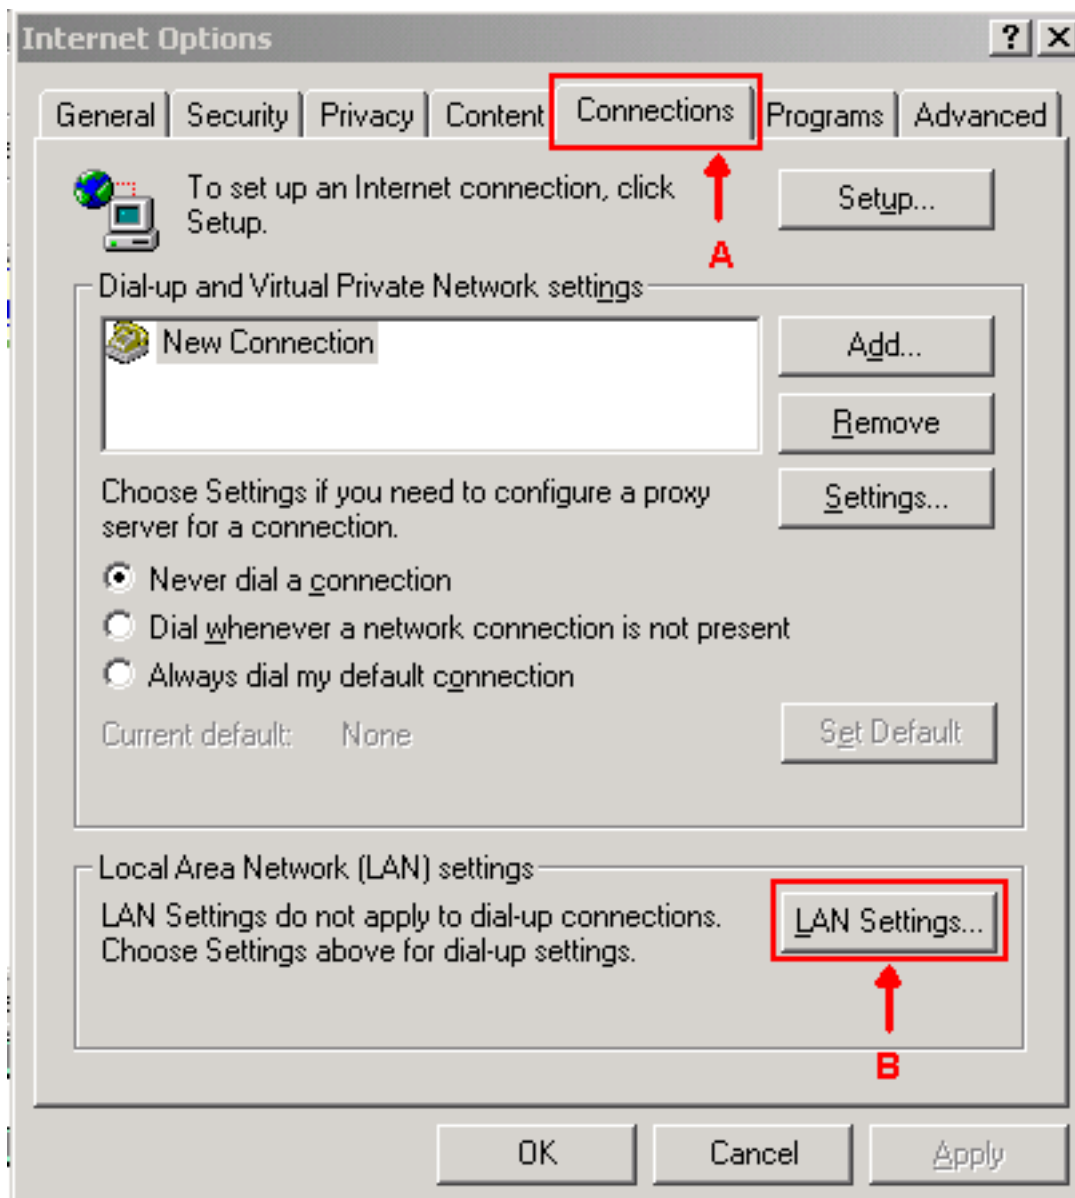 Internet Options
? X
General Security Privacy Content Connections Programs Advanced
To set up an Internet connection, click
Setup.
Setup...
A
Dial-up and Virtual Private Network settings
New Connection
Add...
Remove
Choose Settings if you need to configure a proxy
server for a connection.
Settings...
Never dial a connection
Dial whenever a network connection is not present
Always dial my default connection
Current default: None
Set Default
Local Area Network (LAN) settings
LAN Settings do not apply to dial-up connections.
Choose Settings above for dial-up settings.
LAN Settings...
B
OK Cancel Apply